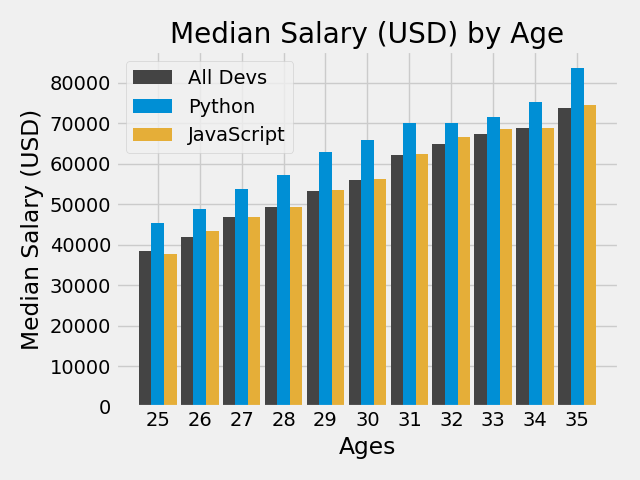 Median Salary (USD) by Age
All Devs
Python
JavaScript
Median Salary (USD)
80000
70000
60000
50000
40000
30000
20000
10000
0
25 26 27 28 29 30 31 32 33 34 35
Ages